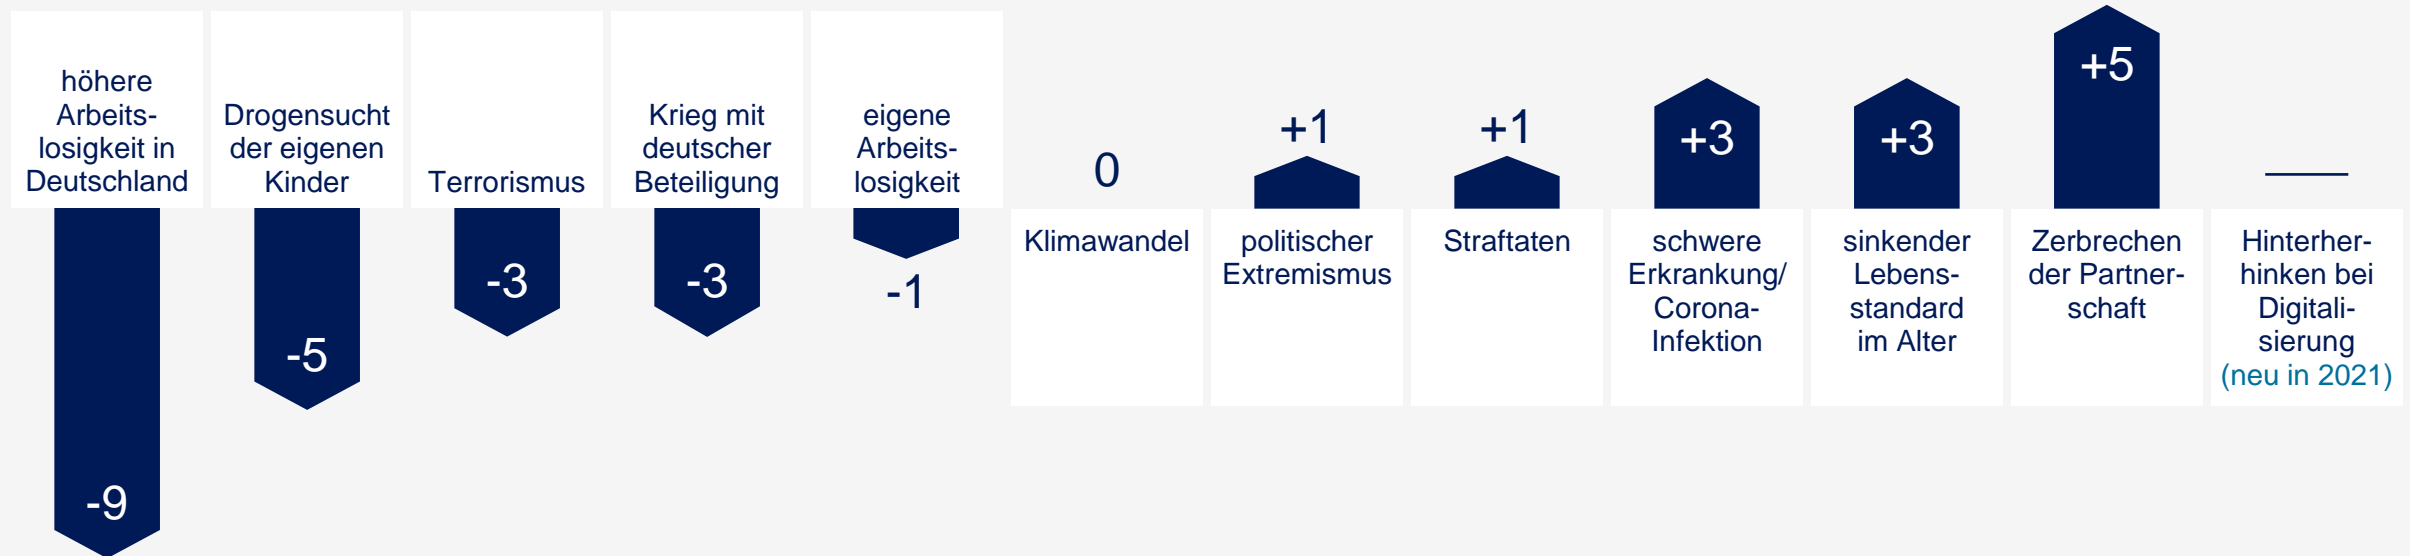 höhere
Arbeits-
losigkeit in
Deutschland
-9
Drogensucht
der eigenen
Kinder
-5
Terrorismus
-3
Krieg mit
deutscher
Beteiligung
-3
eigene
Arbeits-
losigkeit
-1
0
Klimawandel
+1
politischer
Extremismus
+1
Straftaten
+3
schwere
Erkrankung/
Corona-
Infektion
+3
sinkender
Lebens-
standard
im Alter
+5
Zerbrechen
der Partner-
schaft
Hinterher-
hinken bei
Digitali-
sierung
(neu in 2021)